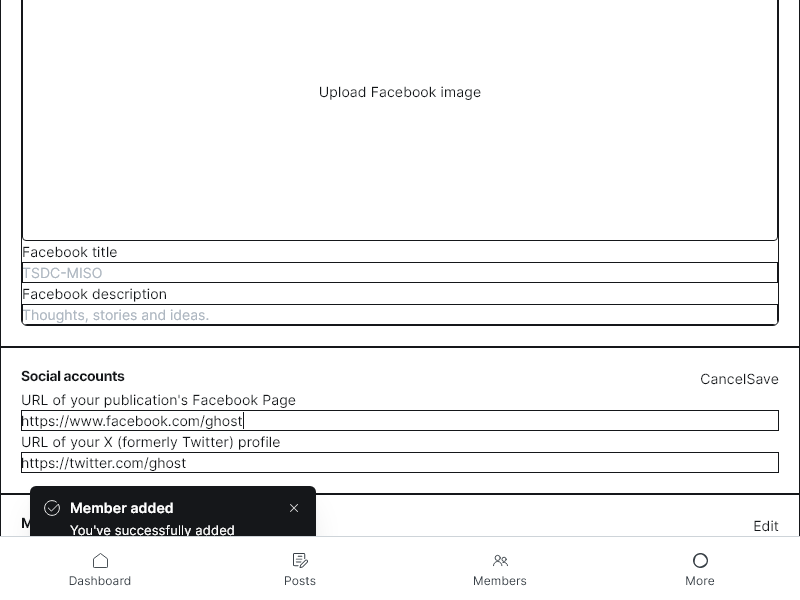 Upload Facebook image
Facebook title
TSDC-MISO
Facebook description
Thoughts, stories and ideas.
Social accounts
CancelSave
URL of your publication's Facebook Page
https://www.facebook.com/ghost
URL of your X (formerly Twitter) profile
https://twitter.com/ghost
Member added
You've successfully added
Edit
Dashboard
Posts
Members
More